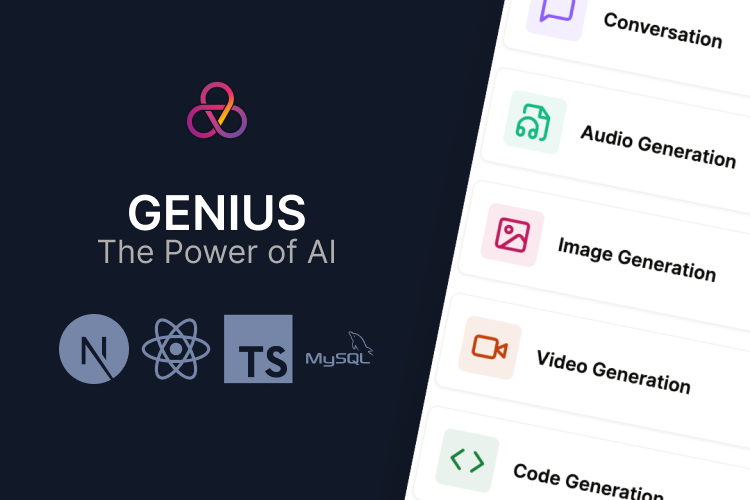 GENIUS
The Power of AI
N
TS
MySQL
Conversation
Audio Generation
Image Generation
Video Generation
Code Generation